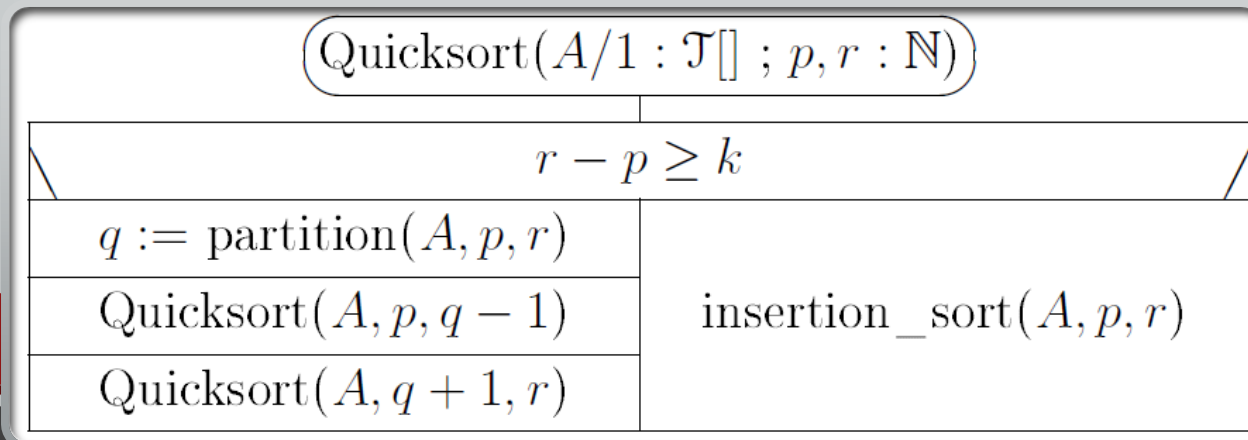 Quicksort(A/1 : 𝒯[] ; p, r : ℕ)
r − p ≥ k
q := partition(A, p, r)
Quicksort(A, p, q − 1)
Quicksort(A, q + 1, r)
insertion_sort(A, p, r)